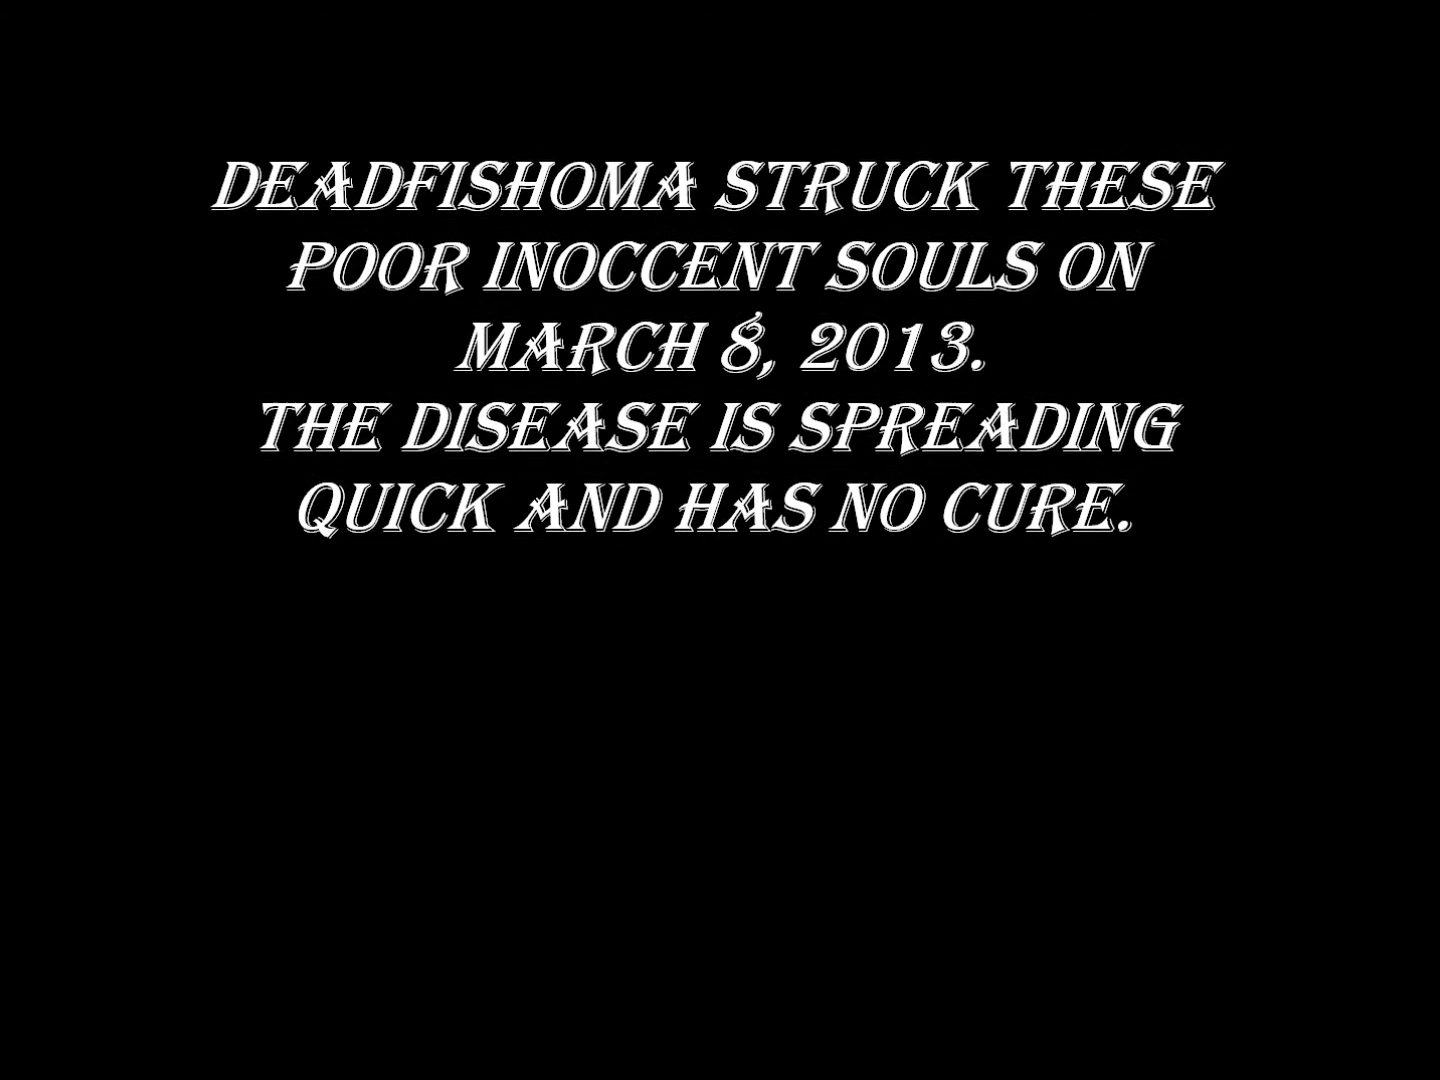 DEADFISHOMA STRUCK THESE
POOR INOCCENT SOULS ON
MARCH 8, 2013.
THE DISEASE IS SPREADING
QUICK AND HAS NO CURE.